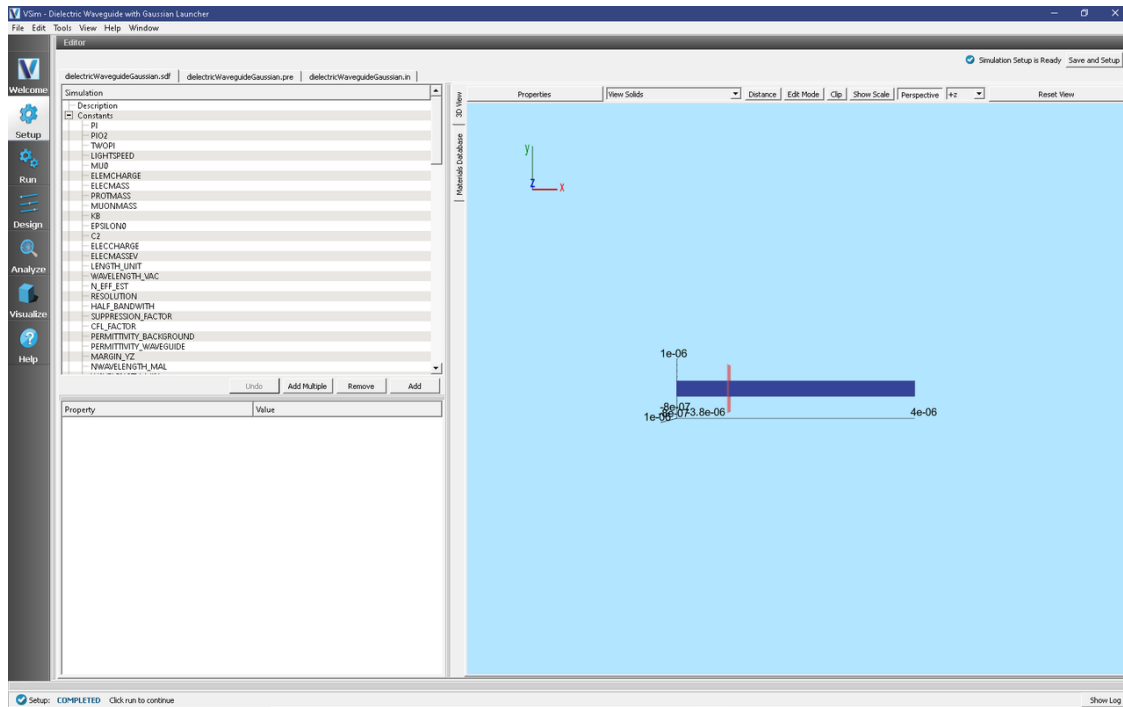 VSim - Dielectric Waveguide with Gaussian Launcher
File Edit Tools View Help Window
Editor
Simulation Setup is Ready Save and Setup
dielectricWaveguideGaussian.sdf dielectricWaveguideGaussian.pre dielectricWaveguideGaussian.in
Welcome
Setup
Run
Design
Analyze
Visualize
Help
Simulation
Description
Constants
PI
PIO2
TWOPI
LIGHTSPEED
MU0
ELEMCHARGE
ELECMASS
PROTMASS
MUONMASS
KB
EPSILON0
C2
ELECCHARGE
ELECMASSEV
LENGTH_UNIT
WAVELENGTH_VAC
N_EFF_EST
RESOLUTION
HALF_BANDWITH
SUPPRESSION_FACTOR
CFL_FACTOR
PERMITTIVITY_BACKGROUND
PERMITTIVITY_WAVEGUIDE
MARGIN_YZ
NWAVELENGTH_MAL
Undo Add Multiple Remove Add
Property Value
3D View
Materials Database
Properties View Solids Distance Edit Mode Clip Show Scale Perspective +z Reset View
y
z x
1e-06
-8e-07
-3.8e-06 4e-06
Setup: COMPLETED Click run to continue Show Log